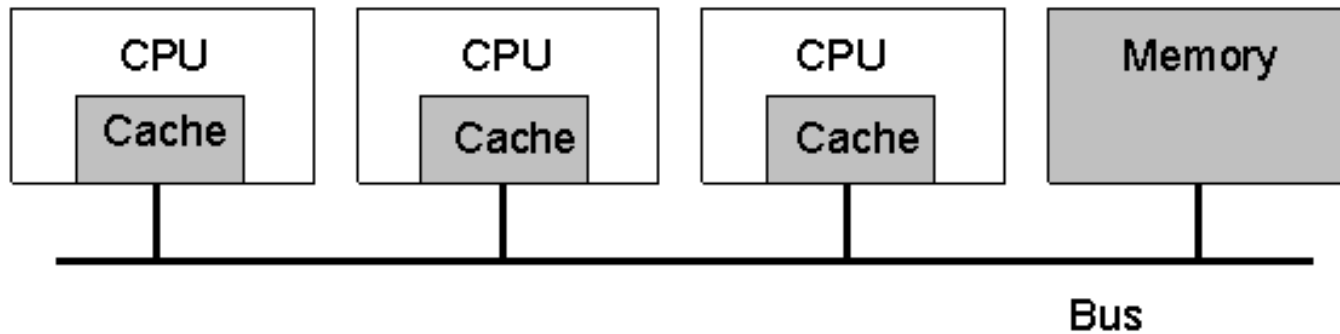 CPU
Cache
CPU
Cache
CPU
Cache
Memory
Bus